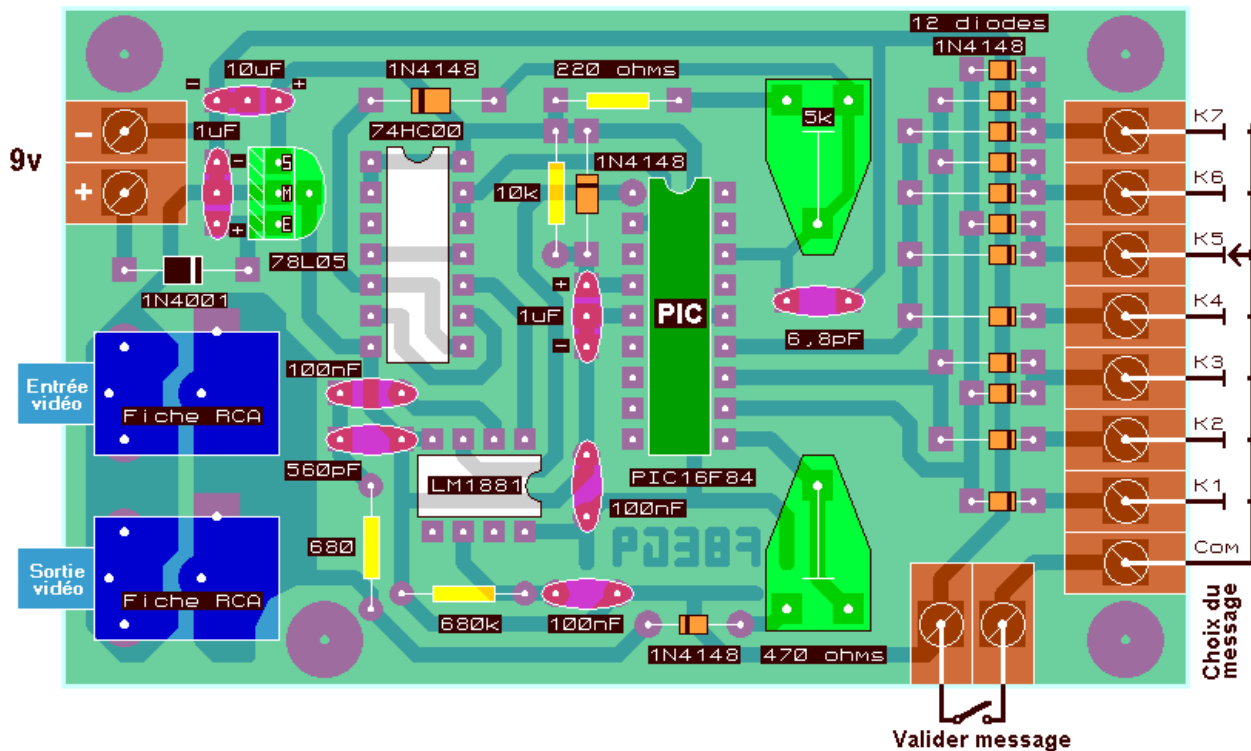 12 diodes
1N4148
- 10uF +
1N4148
220 ohms
K7
- 1uF
74HC00
5k
9v
1N4148
K6
+
-
S
M
E
+
10k
K5
78L05
1N4001
+
1uF
-
PIC
K4
6,8pF
Entrée
vidéo
Fiche RCA
100nF
K3
560pF
K2
LM1881
PIC16F84
100nF
K1
680
F8EGQ
Sortie
vidéo
Fiche RCA
Com
680k
100nF
1N4148
470 ohms
Choix du
message
Valider message